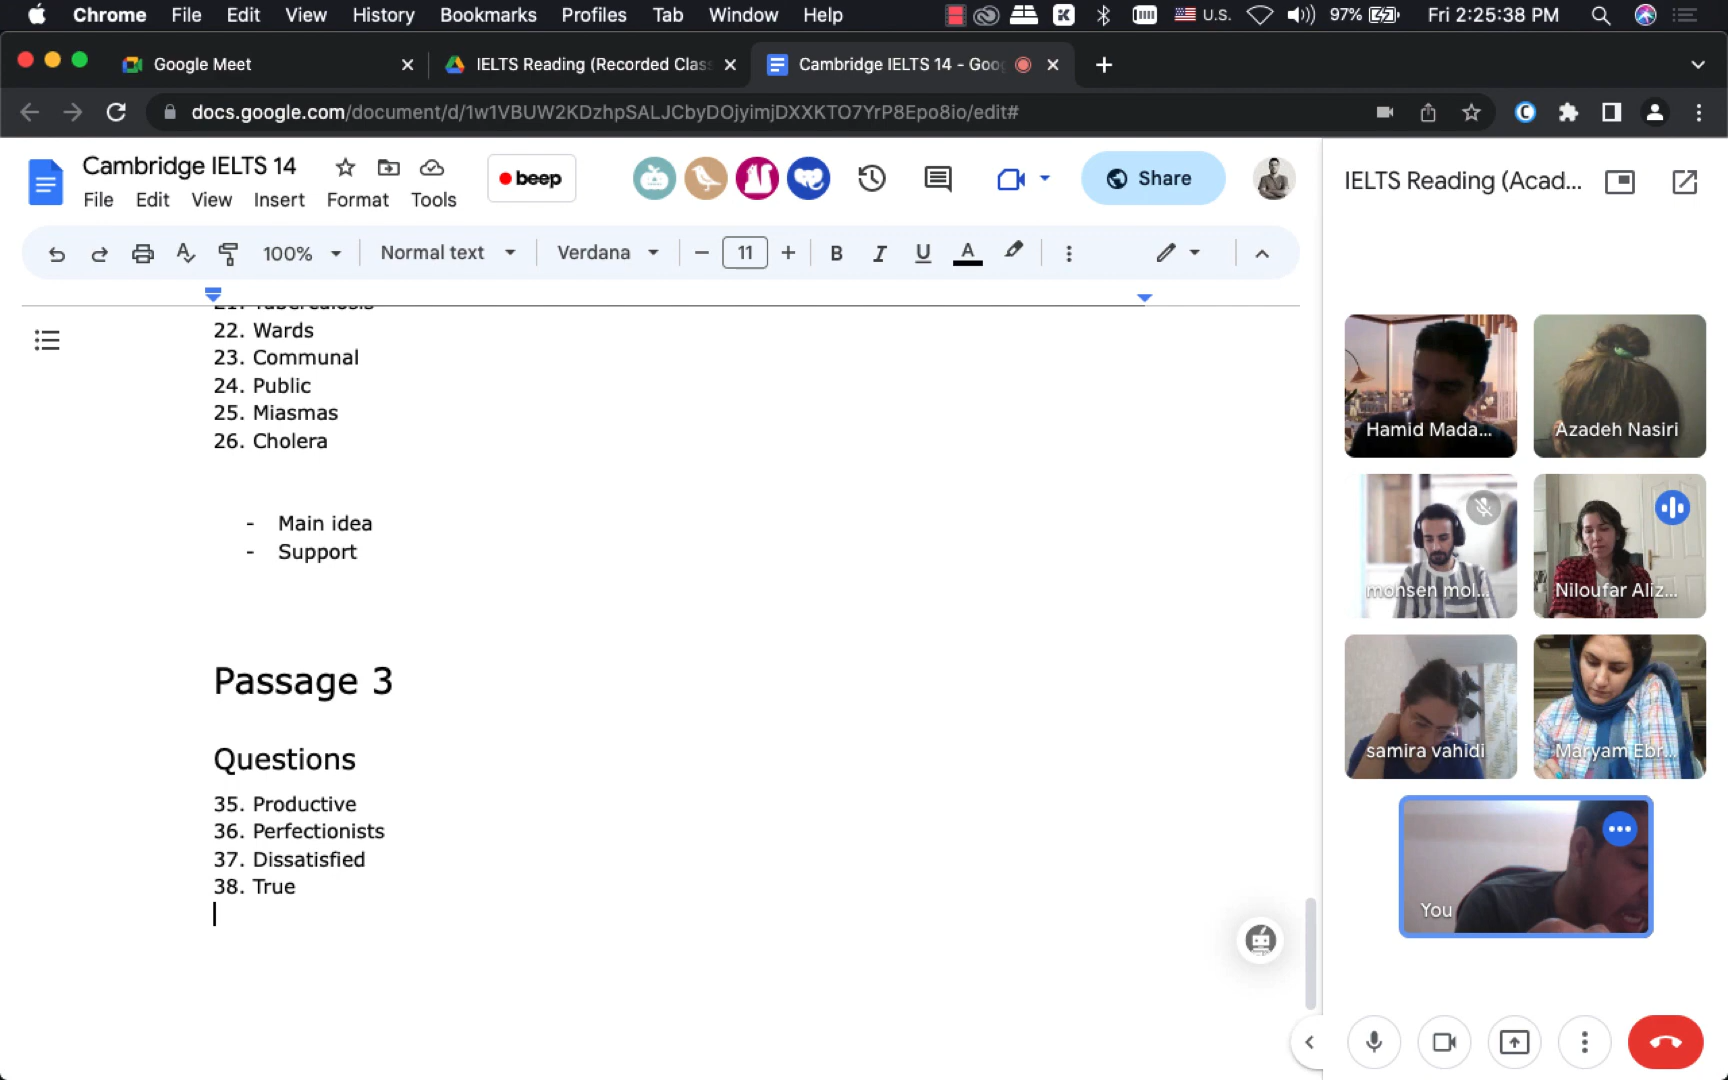 Chrome File Edit View History Bookmarks Profiles Tab Window Help U.S. 97% Fri 2:25:38 PM
Google Meet IELTS Reading (Recorded Clas Cambridge IELTS 14 - Goo
docs.google.com/document/d/1w1VBUW2KDzhpSALJCbyDOjyimjDXXKTO7YrP8Epo8io/edit#
Cambridge IELTS 14 beep Share IELTS Reading (Acad...
File Edit View Insert Format Tools
100% Normal text Verdana 11 B I U A
21. Tuberculosis
22. Wards
23. Communal
24. Public
25. Miasmas
26. Cholera
- Main idea
- Support
Passage 3
Questions
35. Productive
36. Perfectionists
37. Dissatisfied
38. True
Hamid Mada... Azadeh Nasiri
mohsen mol... Niloufar Aliz...
samira vahidi Maryam Ebr...
You